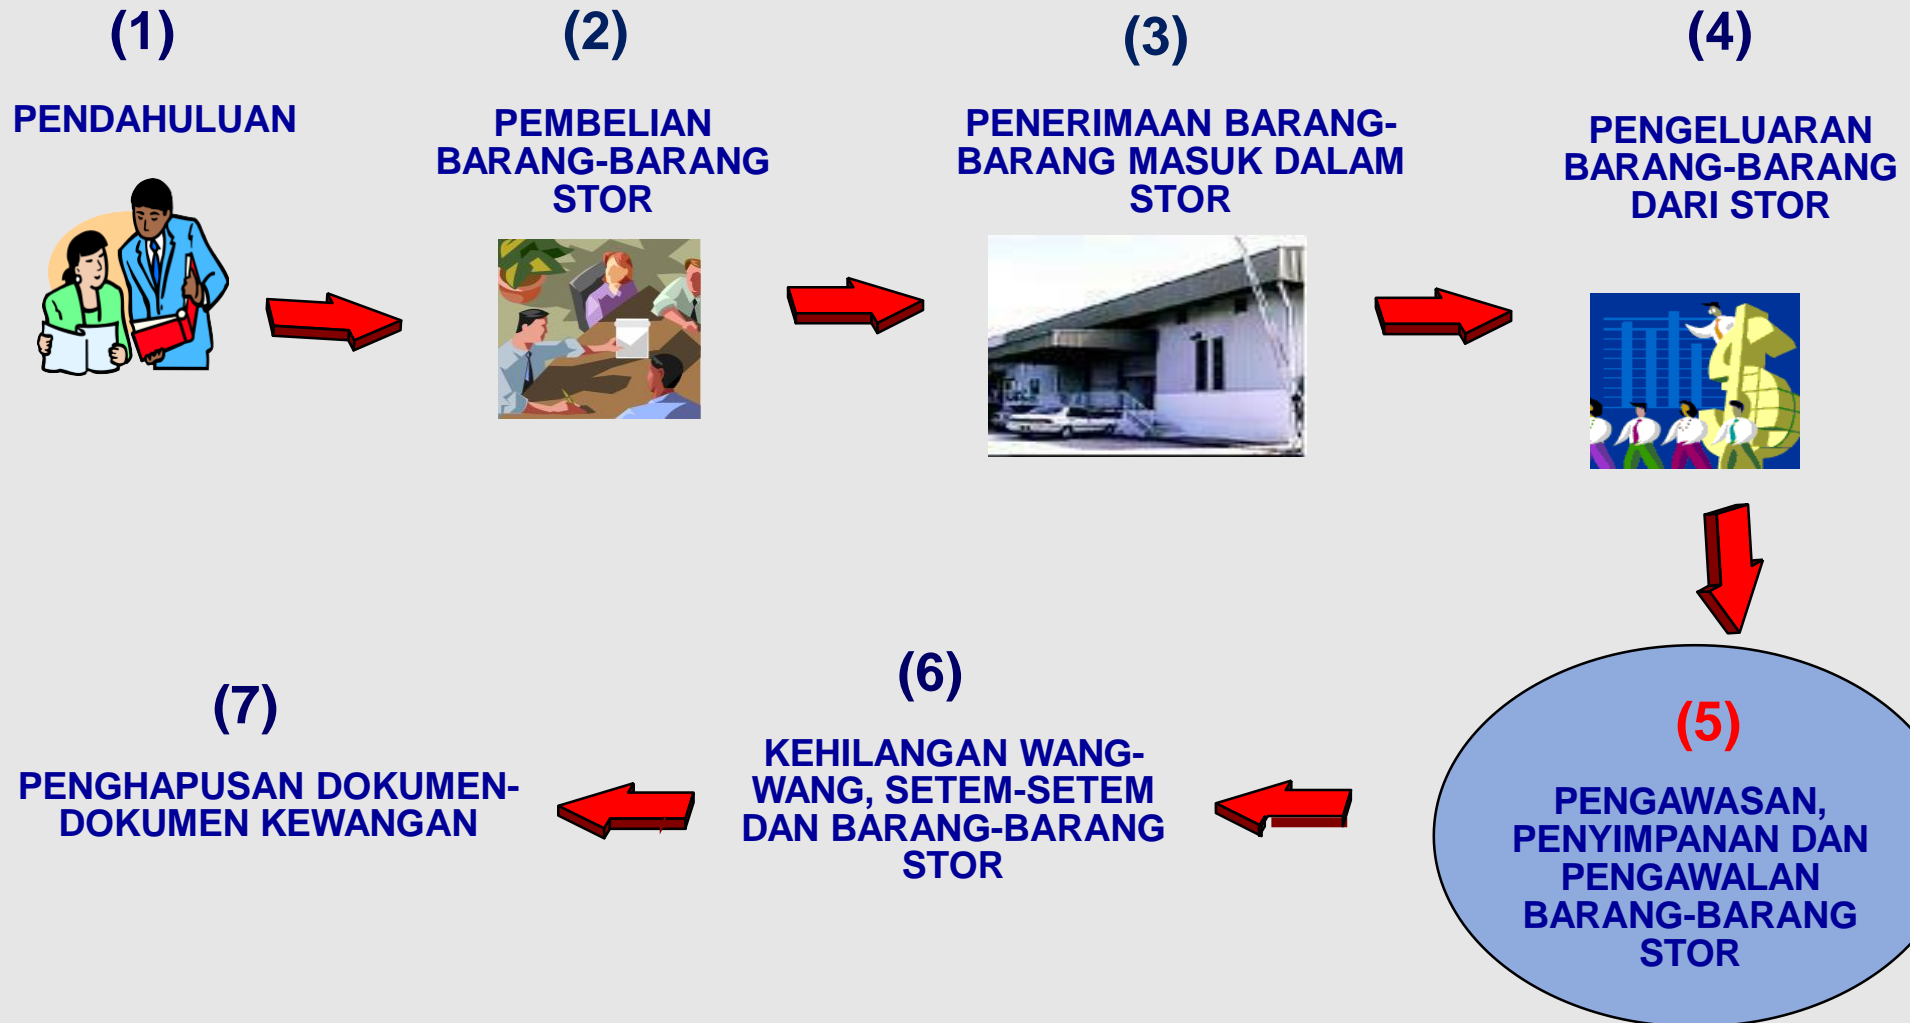 (1)
PENDAHULUAN
(2)
PEMBELIAN
BARANG-BARANG
STOR
(3)
PENERIMAAN BARANG-
BARANG MASUK DALAM
STOR
(4)
PENGELUARAN
BARANG-BARANG
DARI STOR
(5)
PENGAWASAN,
PENYIMPANAN DAN
PENGAWALAN
BARANG-BARANG
STOR
(6)
KEHILANGAN WANG-
WANG, SETEM-SETEM
DAN BARANG-BARANG
STOR
(7)
PENGHAPUSAN DOKUMEN-
DOKUMEN KEWANGAN